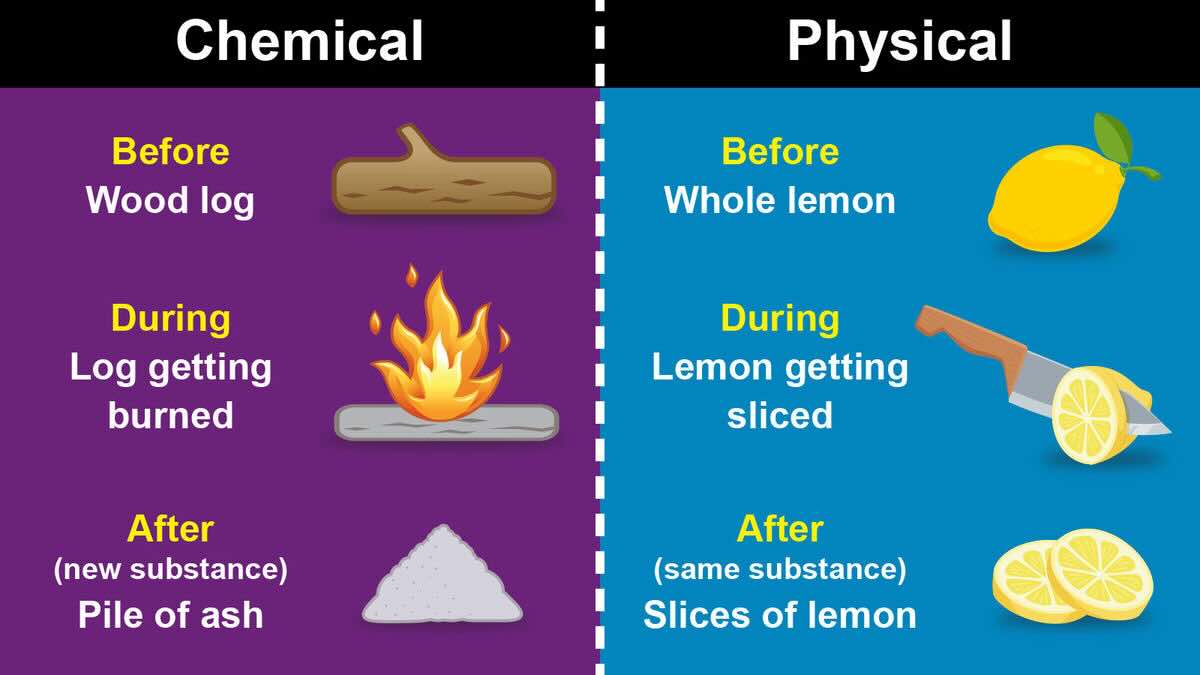 Chemical
Before
Wood log
During
Log getting
burned
After
(new substance)
Pile of ash
Physical
Before
Whole lemon
During
Lemon getting
sliced
After
(same substance)
Slices of lemon